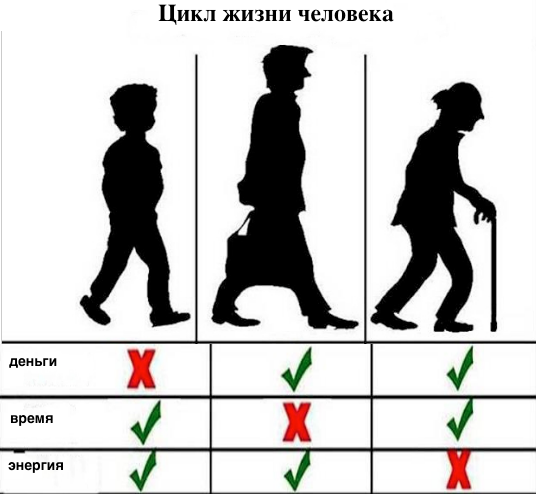 Цикл жизни человека
деньги
время
энергия